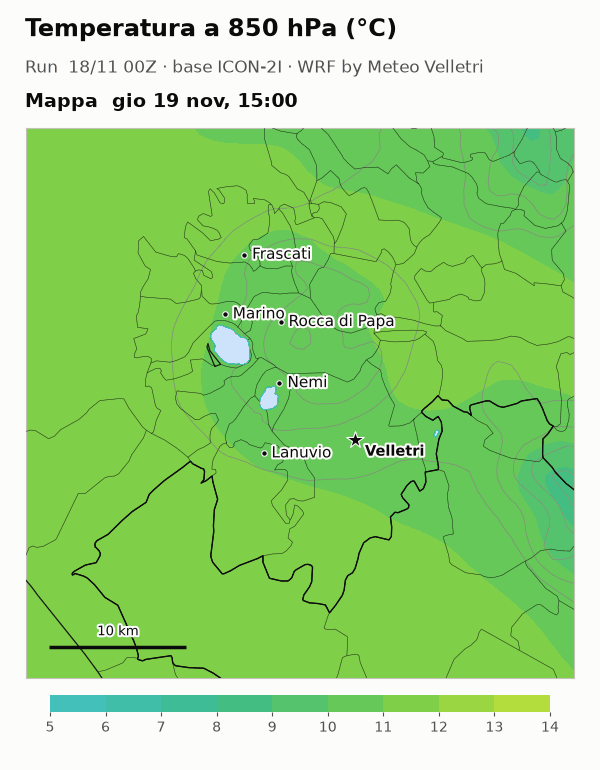 Temperatura a 850 hPa (°C)
Run  18/11 00Z · base ICON-2I · WRF by Meteo Velletri
Mappa  gio 19 nov, 15:00
Frascati
Marino
Rocca di Papa
Nemi
Velletri
Lanuvio
10 km
5 6 7 8 9 10 11 12 13 14